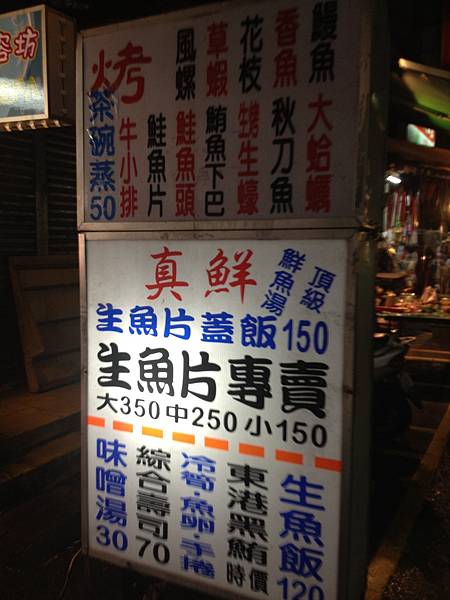 鰻魚 大蛤蠣
香魚 秋刀魚
花枝 烤生蠔
草蝦 鮪魚下巴
風螺 鮭魚頭
鮭魚片
烤
牛小排
茶碗蒸50
真鮮
頂級
鮮魚湯
生魚片蓋飯150
生魚片專賣
大350中250小150
生魚飯120
東港黑鮪時價
冷筍·魚卵·手捲
綜合壽司70
味噌湯30
坊